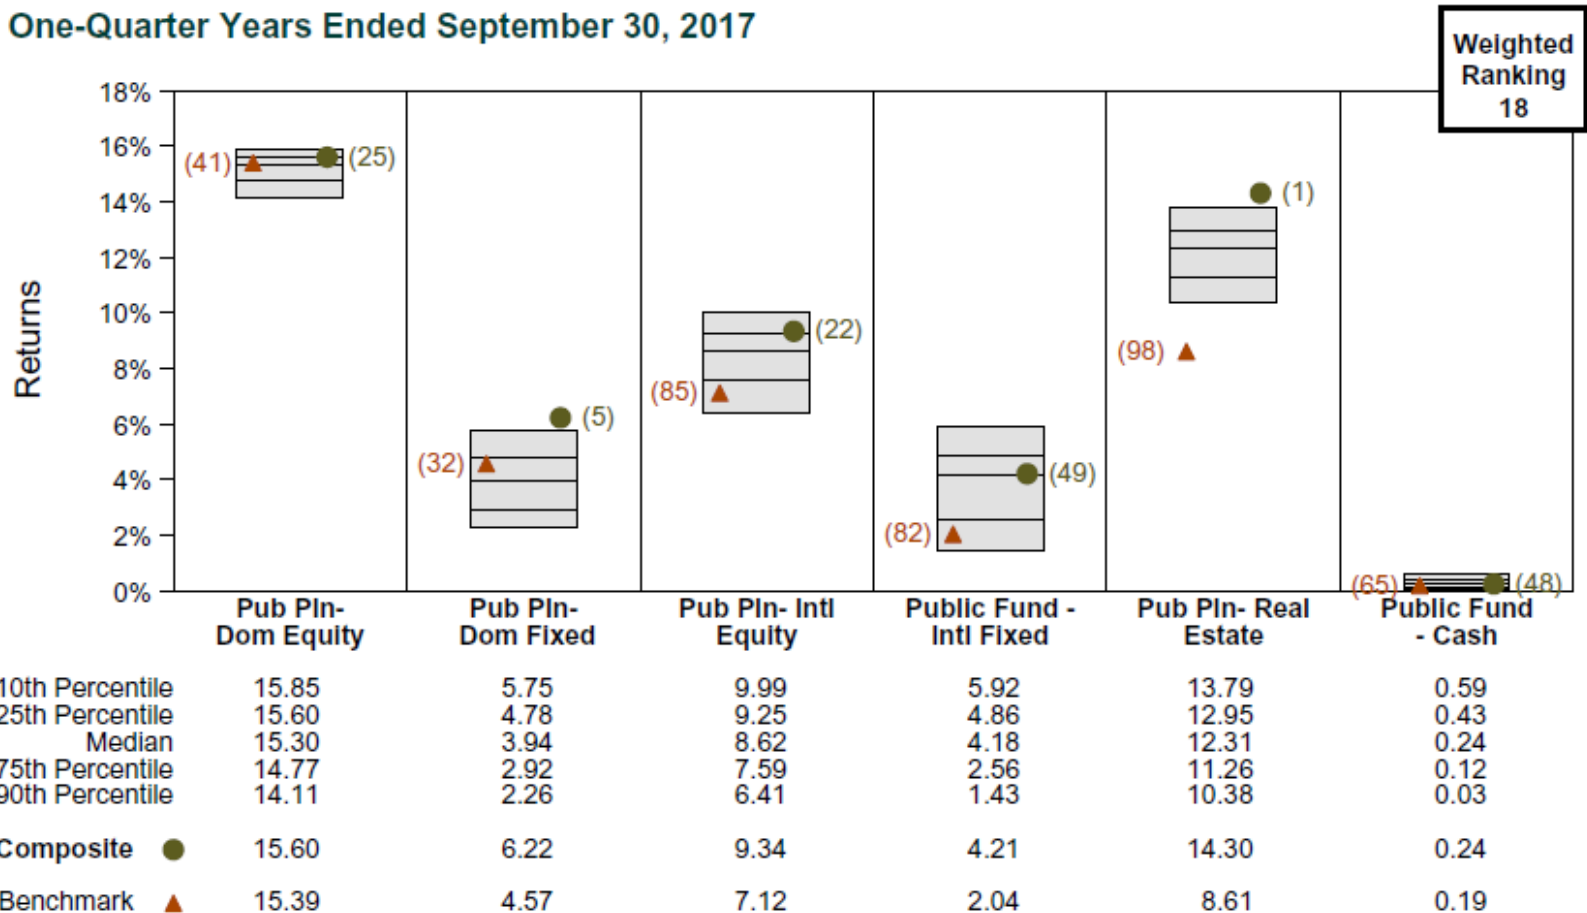 One-Quarter Years Ended September 30, 2017
Weighted
Ranking
18
Returns
18%
16%
14%
12%
10%
8%
6%
4%
2%
0%
(41) (25)
(32) (5)
(85) (22)
(82) (49)
(98) (1)
(65) (48)
Pub Pln- Dom Equity
Pub Pln- Dom Fixed
Pub Pln- Intl Equity
Public Fund - Intl Fixed
Pub Pln- Real Estate
Public Fund - Cash
10th Percentile 15.85 5.75 9.99 5.92 13.79 0.59
25th Percentile 15.60 4.78 9.25 4.86 12.95 0.43
Median 15.30 3.94 8.62 4.18 12.31 0.24
75th Percentile 14.77 2.92 7.59 2.56 11.26 0.12
90th Percentile 14.11 2.26 6.41 1.43 10.38 0.03
Composite 15.60 6.22 9.34 4.21 14.30 0.24
Benchmark 15.39 4.57 7.12 2.04 8.61 0.19